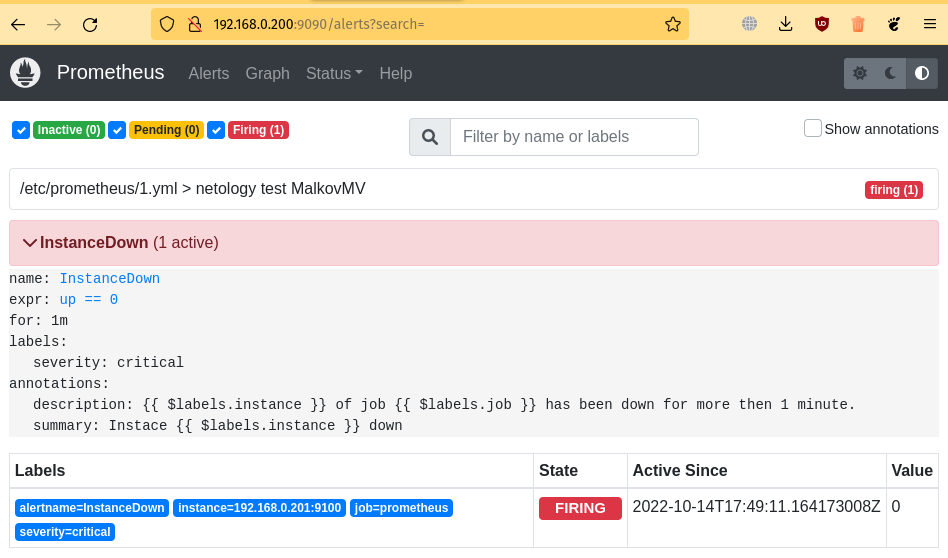 192.168.0.200:9090/alerts?search=
Prometheus Alerts Graph Status Help
Inactive (0) Pending (0) Firing (1) Filter by name or labels Show annotations
/etc/prometheus/1.yml > netology test MalkovMV firing (1)
InstanceDown (1 active)
name: InstanceDown
expr: up == 0
for: 1m
labels:
severity: critical
annotations:
description: {{ $labels.instance }} of job {{ $labels.job }} has been down for more then 1 minute.
summary: Instace {{ $labels.instance }} down
Labels State Active Since Value
alertname=InstanceDown instance=192.168.0.201:9100 job=prometheus FIRING 2022-10-14T17:49:11.164173008Z 0
severity=critical